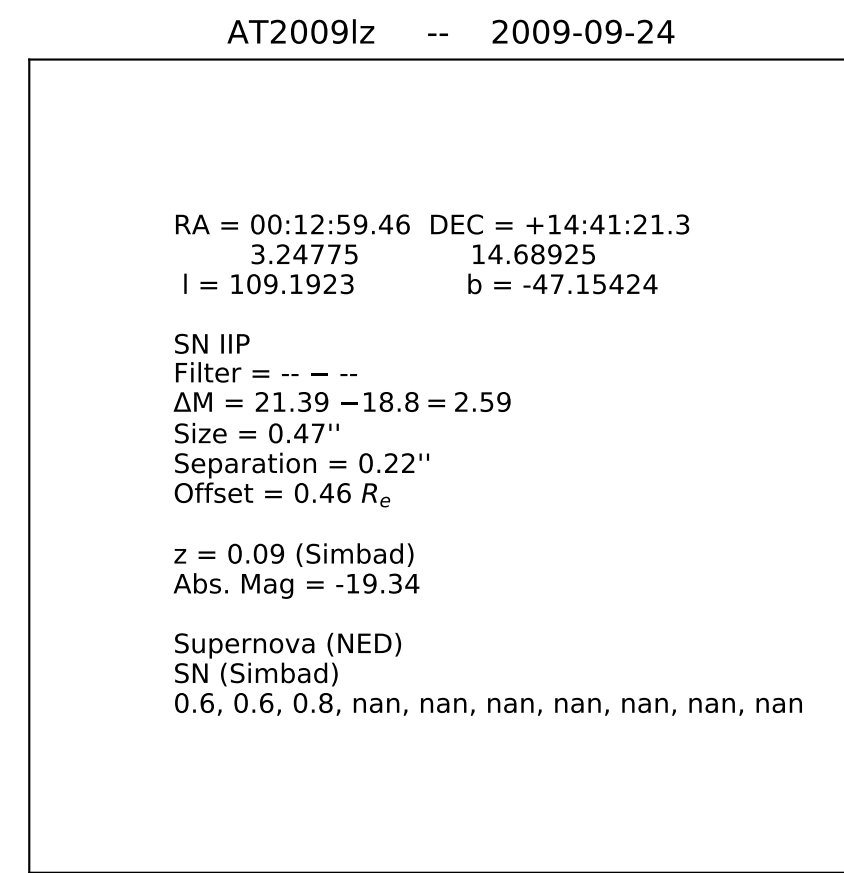 AT2009lz -- 2009-09-24
RA = 00:12:59.46 DEC = +14:41:21.3
3.24775 14.68925
l = 109.1923 b = -47.15424
SN IIP
Filter = -- − --
ΔM = 21.39 −18.8 = 2.59
Size = 0.47''
Separation = 0.22''
Offset = 0.46 Rₑ
z = 0.09 (Simbad)
Abs. Mag = -19.34
Supernova (NED)
SN (Simbad)
0.6, 0.6, 0.8, nan, nan, nan, nan, nan, nan, nan